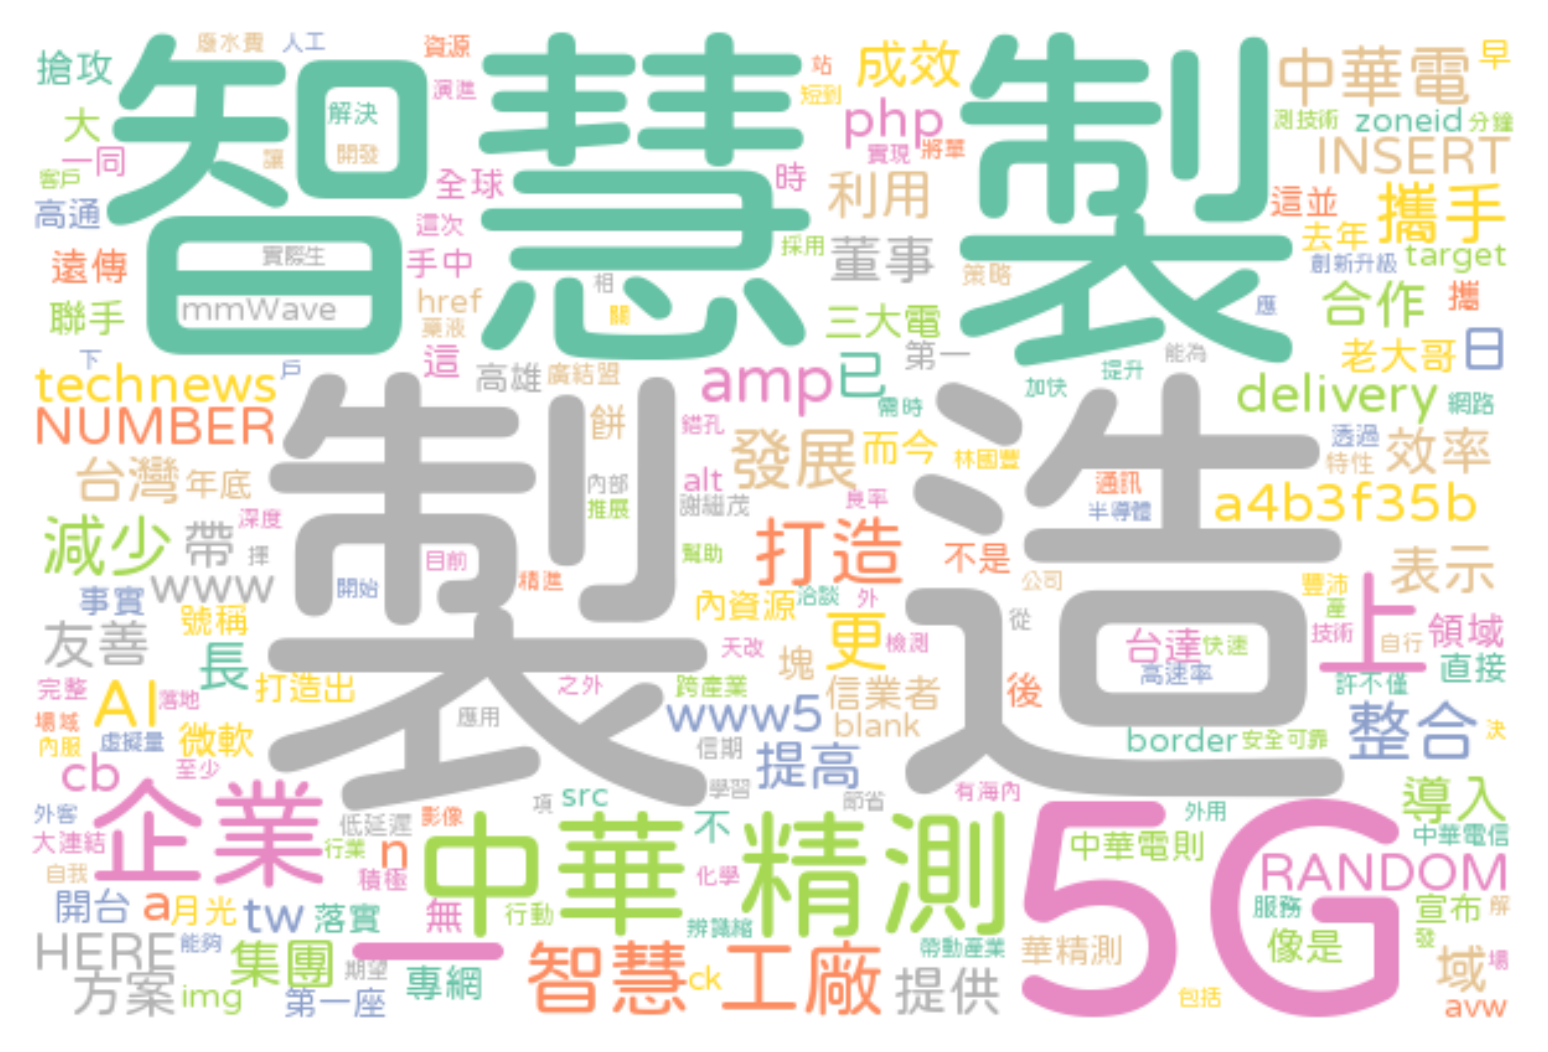 搶攻
廢水費
人工
資源
演進
站
短到
成效
中華電
早
智慧製
解決
開發
讓
大
一同
客戶
高通
全球
這次
時
php
實現
將單
測技術
zoneid
分鐘
INSERT
利用
這並
攜手
遠傳
實際生
手中
採用
董事
策略
去年
創新升級
target
聯手
mmWave
href
藥液
相
關
三大電
應
合作
攜
下
戶
這
高雄
廣結盟
第一
能為
提升
老大哥
日
technews
amp
已
需時
加快
delivery
網路
NUMBER
製造
餅
錯孔
發展
而今
林國豐
透過
特性
效率
台灣
年底
內部
alt
良率
通訊
半導體
a4b3f35b
深度
推展
謝繼茂
減少
帶
揮
目前
精進
幫助
打造
不是
公司
表示
www
開始
豐沛
事實
號稱
內資源
洽談
外
從
產
上
技術
自行
領域
友善
長
天改
更
檢測
台達
快速
直接
完整
落地
打造出
之外
跨產業
塊
信業者
後
高速率
許不僅
AI
場域
內服
虛擬量
微軟
應用
www5
blank
border
安全可靠
整合
決
cb
至少
信期
提高
學習
有海內
外客
企業
項
src
節省
外用
導入
大連結
低延遲
影像
行業
不
中華精測
5G
中華電則
中華電信
自我
積極
n
化學
RANDOM
開台
a
月光
tw
落實
無
行動
辨識縮
服務
宣布
解
HERE
能夠
集團
一
帶動產業
華精測
像是
發
方案
img
期望
第一座
專網
智慧
ck
工廠
提供
包括
域
場
avw